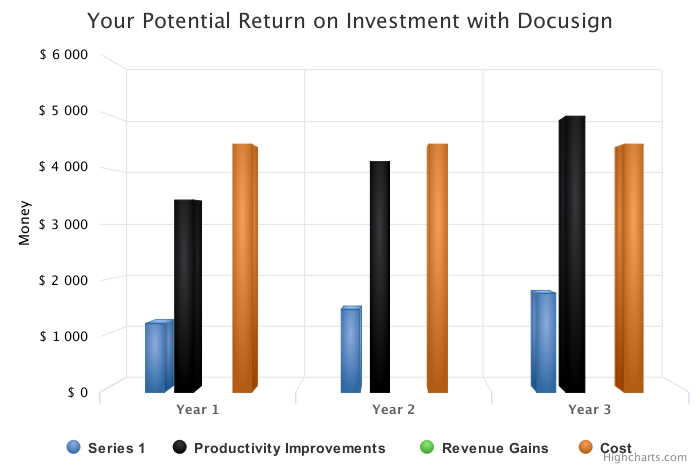 Your Potential Return on Investment with Docusign
$ 6 000
$ 5 000
$ 4 000
$ 3 000
$ 2 000
$ 1 000
$ 0
Money
Year 1 Year 2 Year 3
Series 1 Productivity Improvements Revenue Gains Cost
Highcharts.com